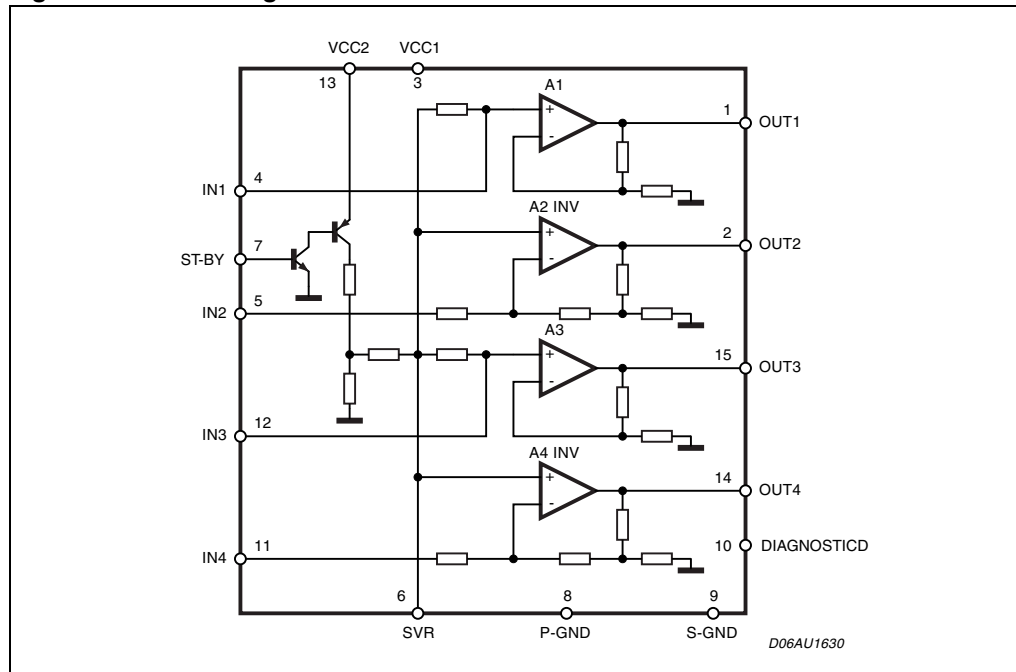 VCC2 VCC1
13 3
A1
+
-
1 OUT1
IN1 4
A2 INV
+
-
2 OUT2
ST-BY 7
IN2 5
A3
+
-
15 OUT3
IN3 12
A4 INV
+
-
14 OUT4
IN4 11
10 DIAGNOSTICD
6 8 9
SVR P-GND S-GND
D06AU1630